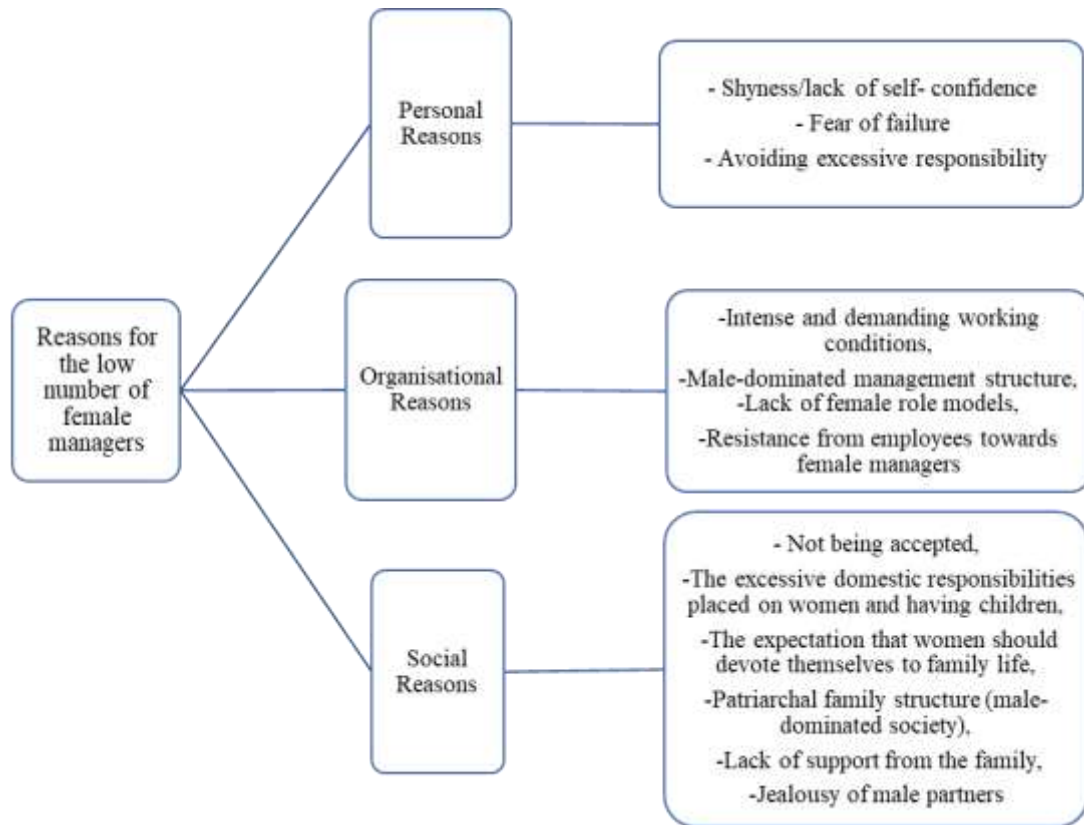 Reasons for
the low
number of
female
managers
Personal
Reasons
- Shyness/lack of self- confidence
- Fear of failure
- Avoiding excessive responsibility
Organisational
Reasons
-Intense and demanding working
conditions,
-Male-dominated management structure,
-Lack of female role models,
-Resistance from employees towards
female managers
Social
Reasons
- Not being accepted,
-The excessive domestic responsibilities
placed on women and having children,
-The expectation that women should
devote themselves to family life,
-Patriarchal family structure (male-
dominated society),
-Lack of support from the family,
-Jealousy of male partners